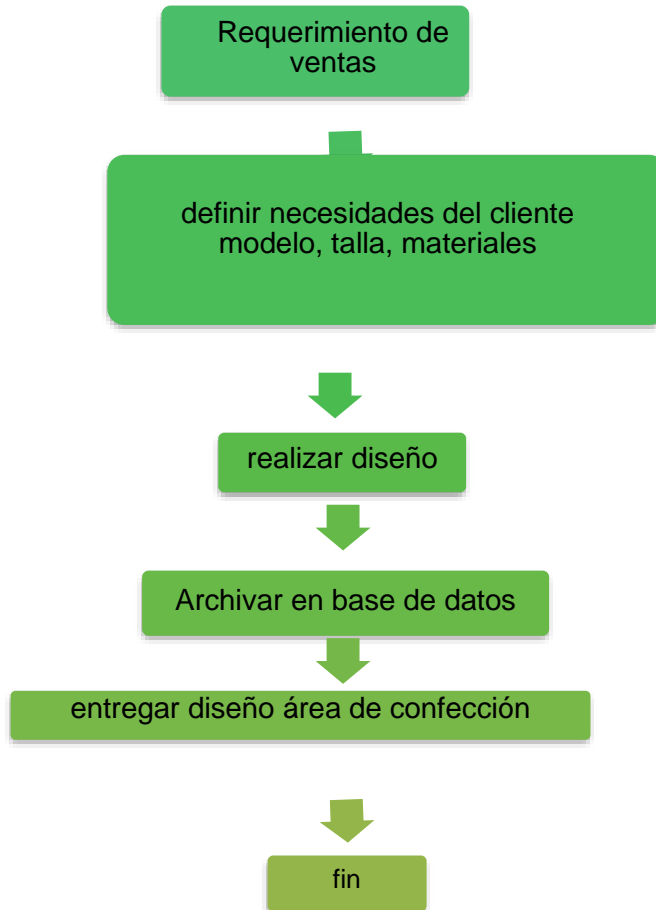 Requerimiento de
ventas
definir necesidades del cliente
modelo, talla, materiales
realizar diseño
Archivar en base de datos
entregar diseño área de confección
fin